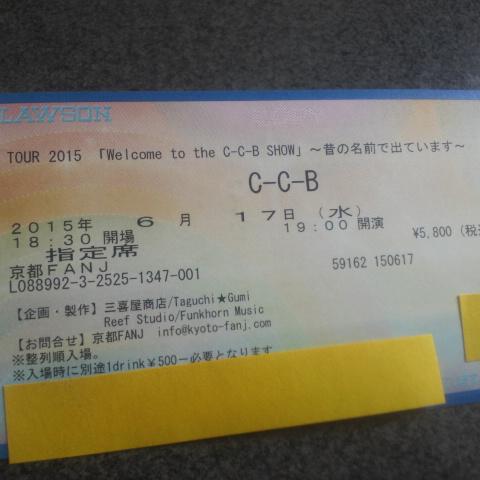 LAWSON
TOUR 2015 「Welcome to the C-C-B SHOW」～昔の名前で出ています～
C-C-B
2015年 6月 17日 (水)
18:30 開場 19:00 開演
指定席 ¥5,800 (税
京都FANJ
L088992-3-2525-1347-001 59162 150617
【企画・製作】三喜屋商店/Taguchi★Gumi
Reef Studio/Funkhorn Music
【お問合せ】京都FANJ info@kyoto-fanj.com
※整列順入場。
※入場時に別途1drink¥500-必要となります